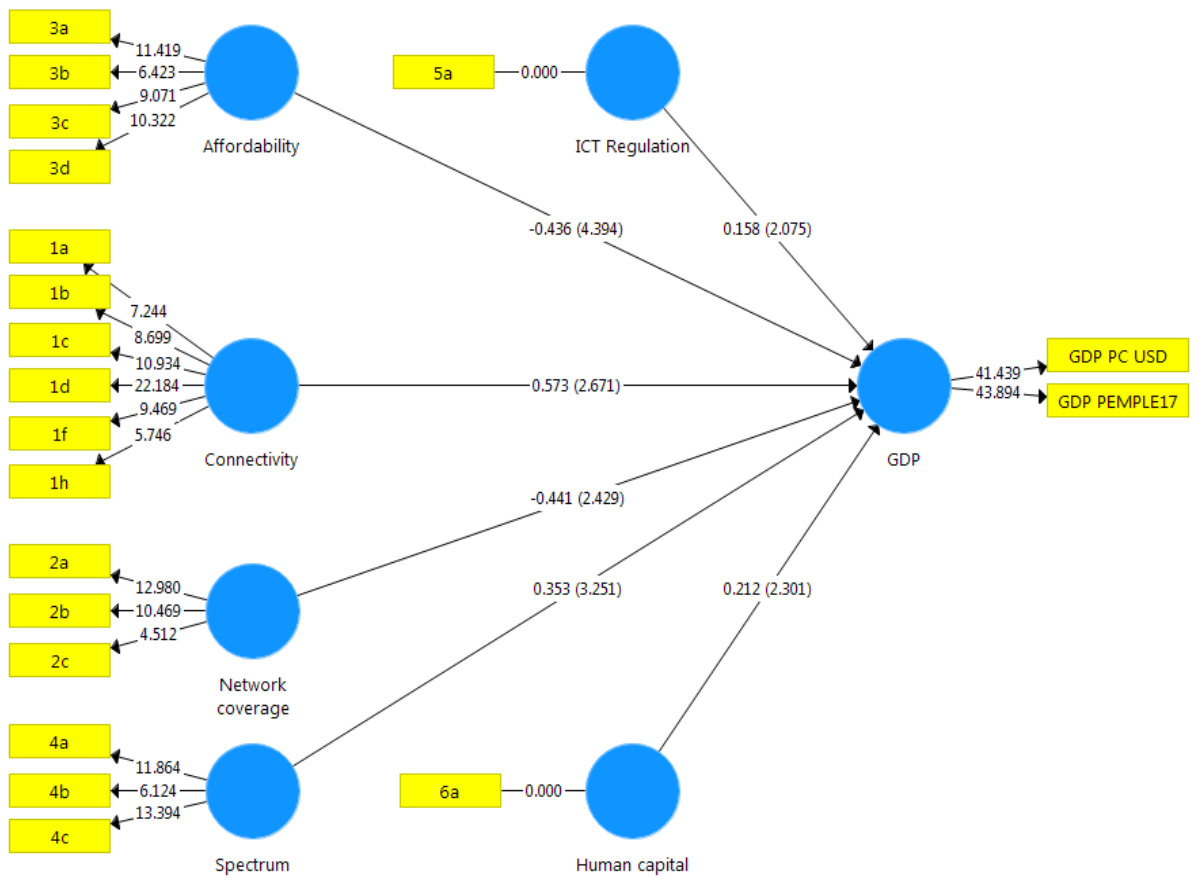 3a
11.419
3b
6.423
9.071
3c
10.322
3d
Affordability
5a
0.000
ICT Regulation
-0.436 (4.394)
0.158 (2.075)
1a
1b
7.244
8.699
1c
10.934
1d
22.184
9.469
1f
5.746
1h
Connectivity
0.573 (2.671)
GDP PC USD
41.439
43.894
GDP PEMPLE17
GDP
-0.441 (2.429)
2a
12.980
2b
10.469
4.512
2c
Network
coverage
0.353 (3.251)
0.212 (2.301)
4a
11.864
4b
6.124
13.394
4c
Spectrum
6a
0.000
Human capital